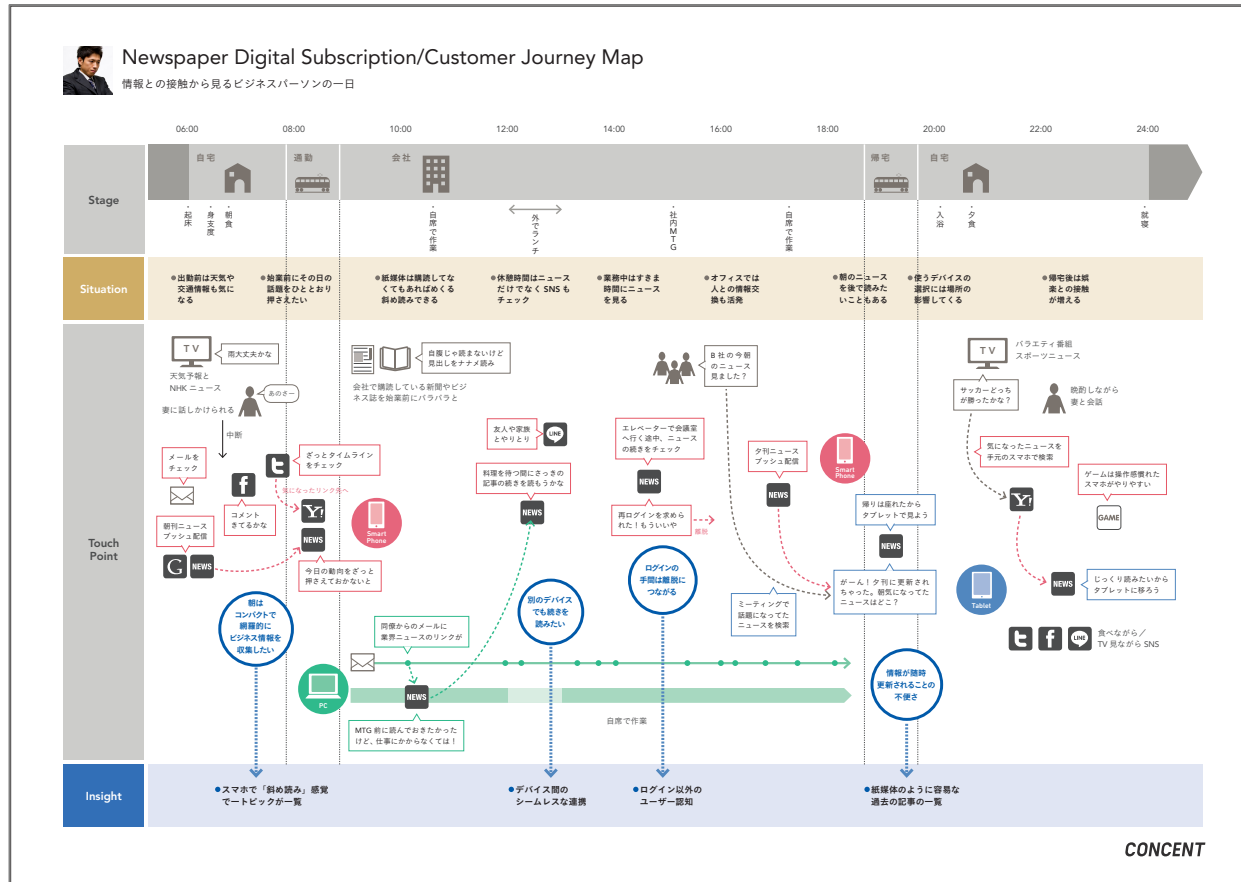 Newspaper Digital Subscription/Customer Journey Map
情報との接触から見るビジネスパーソンの一日
06:00
08:00
10:00
12:00
14:00
16:00
18:00
20:00
22:00
24:00
Stage
自宅
通勤
会社
帰宅
自宅
・起床
・身支度
・朝食
・自席で作業
外でランチ
・社内MTG
・自席で作業
・入浴
・夕食
・就寝
Situation
●出勤前は天気や
交通情報も気に
なる
●始業前にその日の
話題をひととおり
押さえたい
●紙媒体は購読してな
くてもあればめくる
斜め読みできる
●休憩時間はニュース
だけでなく SNS も
チェック
●業務中はすきま
時間にニュース
を見る
●オフィスでは
人との情報交
換も活発
●朝のニュース
を後で読みた
いこともある
●使うデバイスの
選択には場所の
影響してくる
●帰宅後は娯
楽との接触
が増える
Touch
Point
TV
雨大丈夫かな
天気予報と
NHK ニュース
あのさー
妻に話しかけられる
中断
メールを
チェック
コメント
きてるかな
ざっとタイムライン
をチェック
気になったリンク先へ
Y!
NEWS
朝刊ニュース
プッシュ配信
G
NEWS
今日の動向をざっと
押さえておかないと
Smart
Phone
朝は
コンパクトで
網羅的に
ビジネス情報を
収集したい
自腹じゃ読まないけど
見出しをナナメ読み
会社で購読している新聞やビジ
ネス誌を始業前にパラパラと
友人や家族
とやりとり
LINE
料理を待つ間にさっきの
記事の続きを読もうかな
NEWS
別のデバイス
でも続きを
読みたい
同僚からのメールに
業界ニュースのリンクが
PC
NEWS
MTG 前に読んでおきたかった
けど、仕事にかからなくては！
自席で作業
エレベーターで会議室
へ行く途中、ニュース
の続きをチェック
NEWS
再ログインを求めら
れた！もういいや
離脱
ログインの
手間は離脱に
つながる
B 社の今朝
のニュース
見ました？
夕刊ニュース
プッシュ配信
NEWS
ミーティングで
話題になってた
ニュースを検索
Smart
Phone
帰りは座れたから
タブレットで見よう
NEWS
がーん！夕刊に更新され
ちゃった。朝気になってた
ニュースはどこ？
情報が随時
更新されることの
不便さ
TV
バラエティ番組
スポーツニュース
サッカーどっち
が勝ったかな？
晩酌しながら
妻と会話
気になったニュースを
手元のスマホで検索
Y!
ゲームは操作感慣れた
スマホがやりやすい
GAME
Tablet
NEWS
じっくり読みたいから
タブレットに移ろう
LINE
食べながら／
TV 見ながら SNS
Insight
●スマホで「斜め読み」感覚
でートピックが一覧
●デバイス間の
シームレスな連携
●ログイン以外の
ユーザー認知
●紙媒体のように容易な
過去の記事の一覧
CONCENT